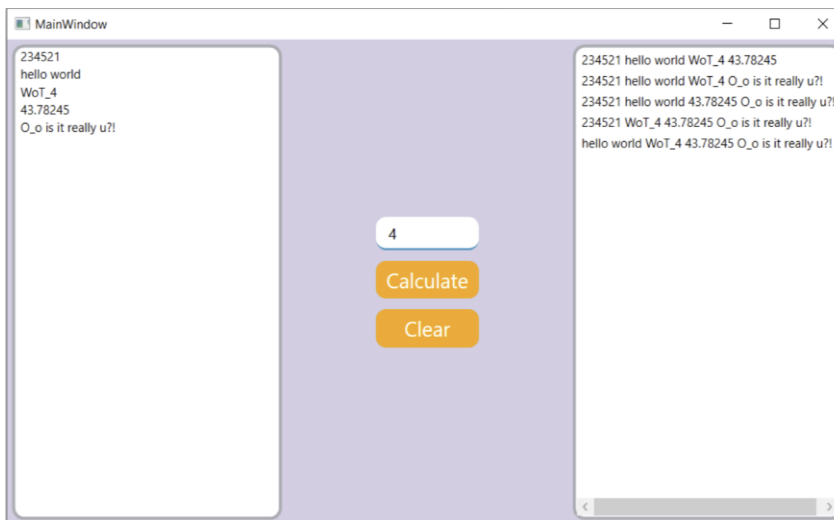 MainWindow
234521
hello world
WoT_4
43.78245
O_o is it really u?!
4
Calculate
Clear
234521 hello world WoT_4 43.78245
234521 hello world WoT_4 O_o is it really u?!
234521 hello world 43.78245 O_o is it really u?!
234521 WoT_4 43.78245 O_o is it really u?!
hello world WoT_4 43.78245 O_o is it really u?!